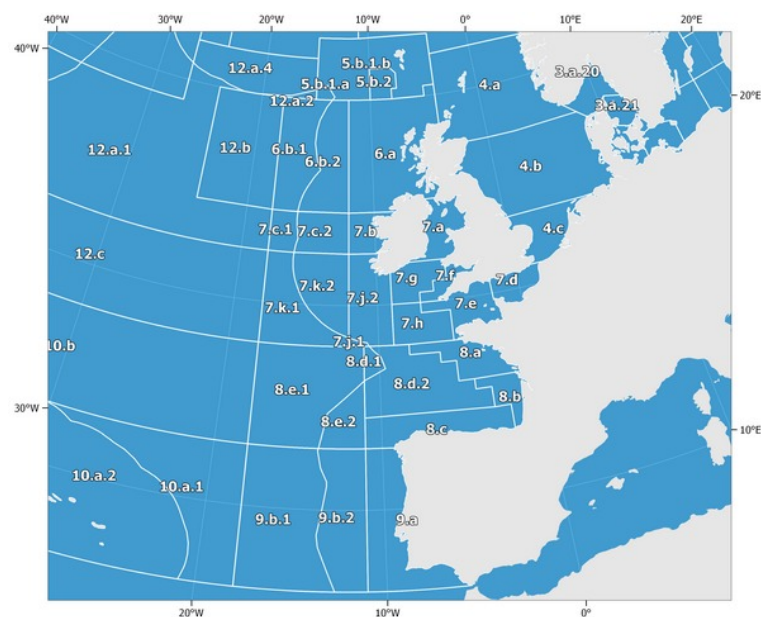 40°W 30°W 20°W 10°W 0° 10°E 20°E
40°W
5.b.1.b
12.a.4
3.a.20
5.b.1.a 5.b.2 4.a
20°E
12.a.2
3.a.21
12.a.1 12.b 6.b.1 6.b.2 6.a 4.b
7.c.1 7.c.2 7.b 7.a 4.c
12.c
7.g 7.f 7.d
7.k.2
7.j.2
7.k.1 7.e
7.h
10.b 7.j.1 8.a
8.d.1
8.e.1 8.d.2
8.b
30°W
8.e.2
8.c 10°E
10.a.2
10.a.1
9.b.1 9.b.2 9.a
20°W 10°W 0°